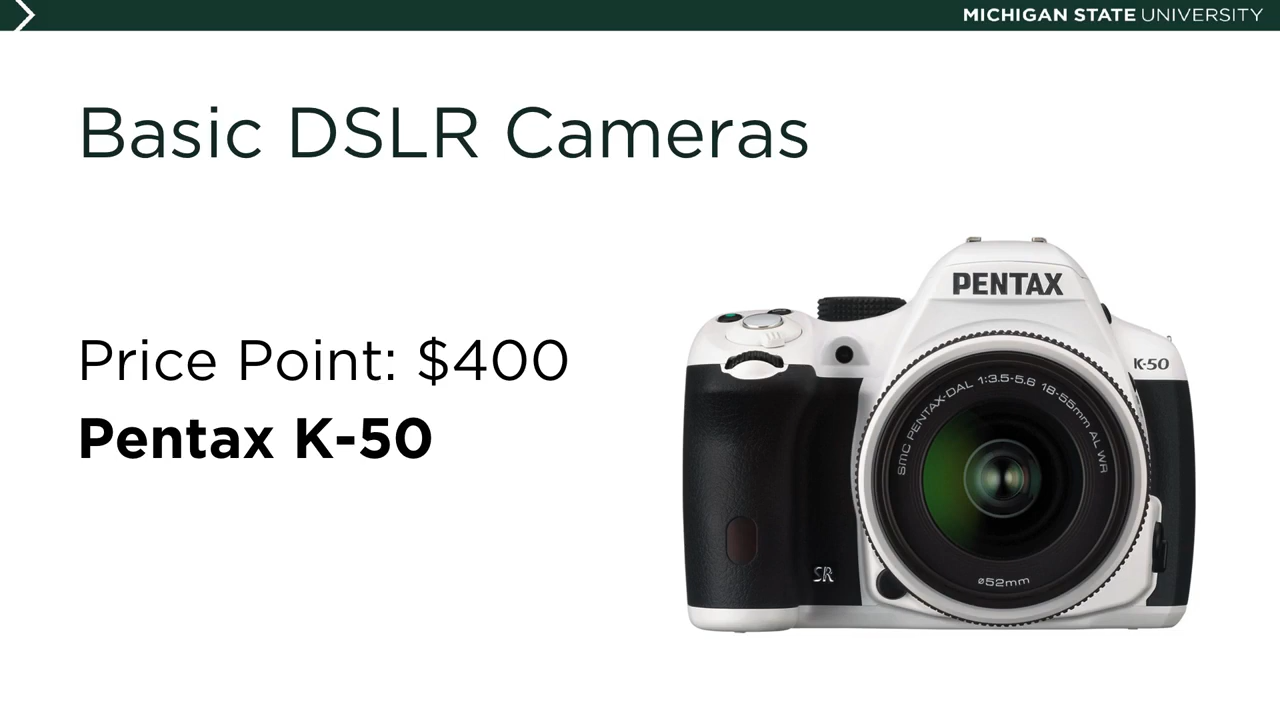 MICHIGAN STATE UNIVERSITY
Basic DSLR Cameras
Price Point: $400
Pentax K-50
PENTAX
K-50
SMC PENTAX-DAL 1:3.5-5.6 18-55mm AL WR
SR
ø52mm